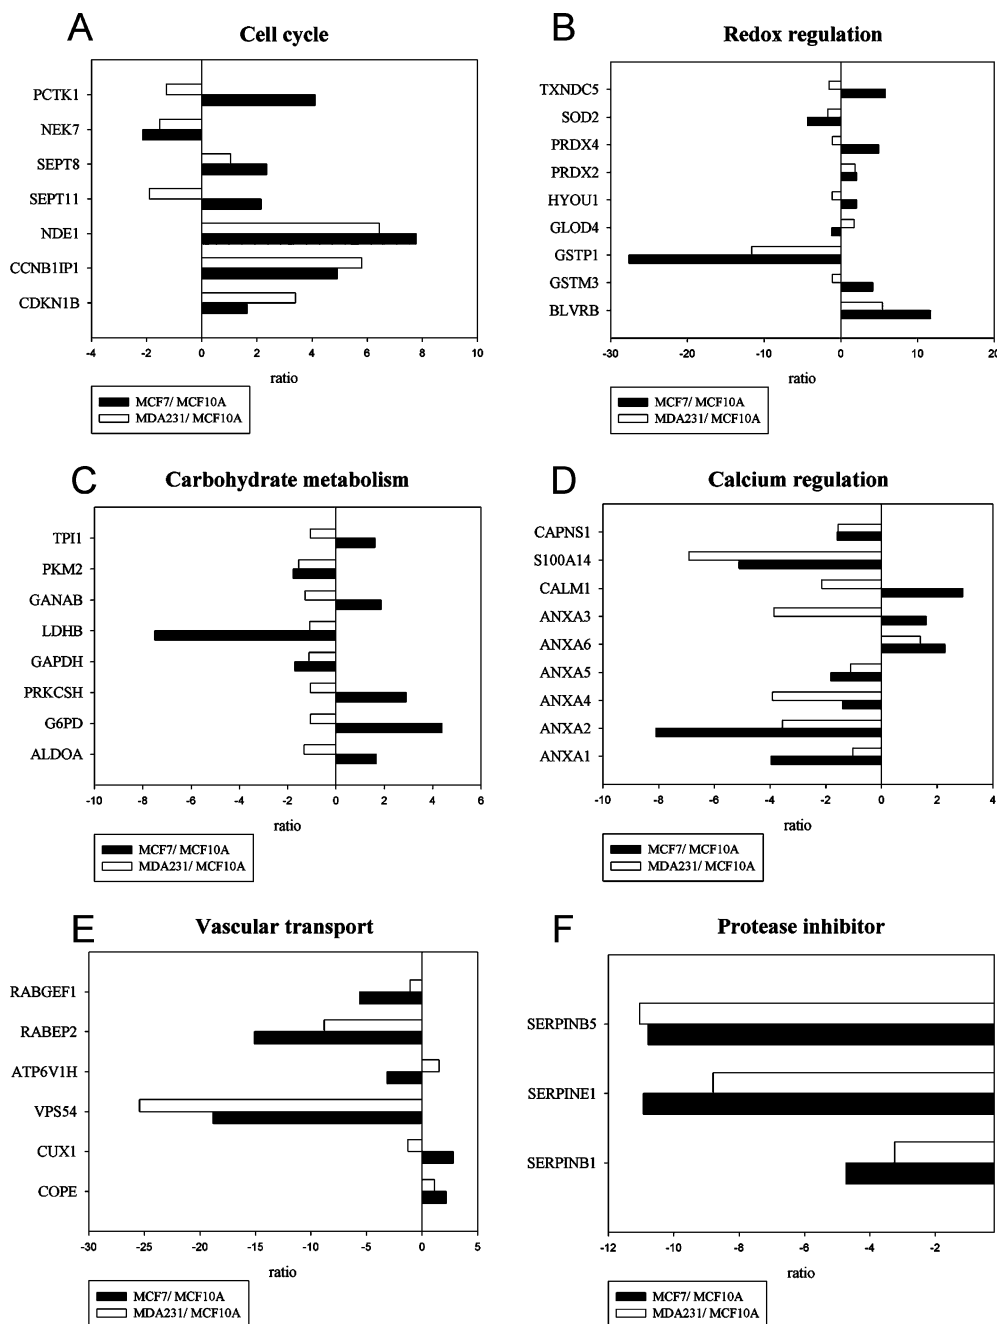 A
Cell cycle
PCTK1
NEK7
SEPT8
SEPT11
NDE1
CCNB1IP1
CDKN1B
-4 -2 0 2 4 6 8 10
ratio
MCF7/ MCF10A
MDA231/ MCF10A
B
Redox regulation
TXNDC5
SOD2
PRDX4
PRDX2
HYOU1
GLOD4
GSTP1
GSTM3
BLVRB
-30 -20 -10 0 10 20
ratio
MCF7/ MCF10A
MDA231/ MCF10A
C
Carbohydrate metabolism
TPI1
PKM2
GANAB
LDHB
GAPDH
PRKCSH
G6PD
ALDOA
-10 -8 -6 -4 -2 0 2 4 6
ratio
MCF7/ MCF10A
MDA231/ MCF10A
D
Calcium regulation
CAPNS1
S100A14
CALM1
ANXA3
ANXA6
ANXA5
ANXA4
ANXA2
ANXA1
-10 -8 -6 -4 -2 0 2 4
ratio
MCF7/ MCF10A
MDA231/ MCF10A
E
Vascular transport
RABGEF1
RABEP2
ATP6V1H
VPS54
CUX1
COPE
-30 -25 -20 -15 -10 -5 0 5
ratio
MCF7/ MCF10A
MDA231/ MCF10A
F
Protease inhibitor
SERPINB5
SERPINE1
SERPINB1
-12 -10 -8 -6 -4 -2
ratio
MCF7/ MCF10A
MDA231/ MCF10A